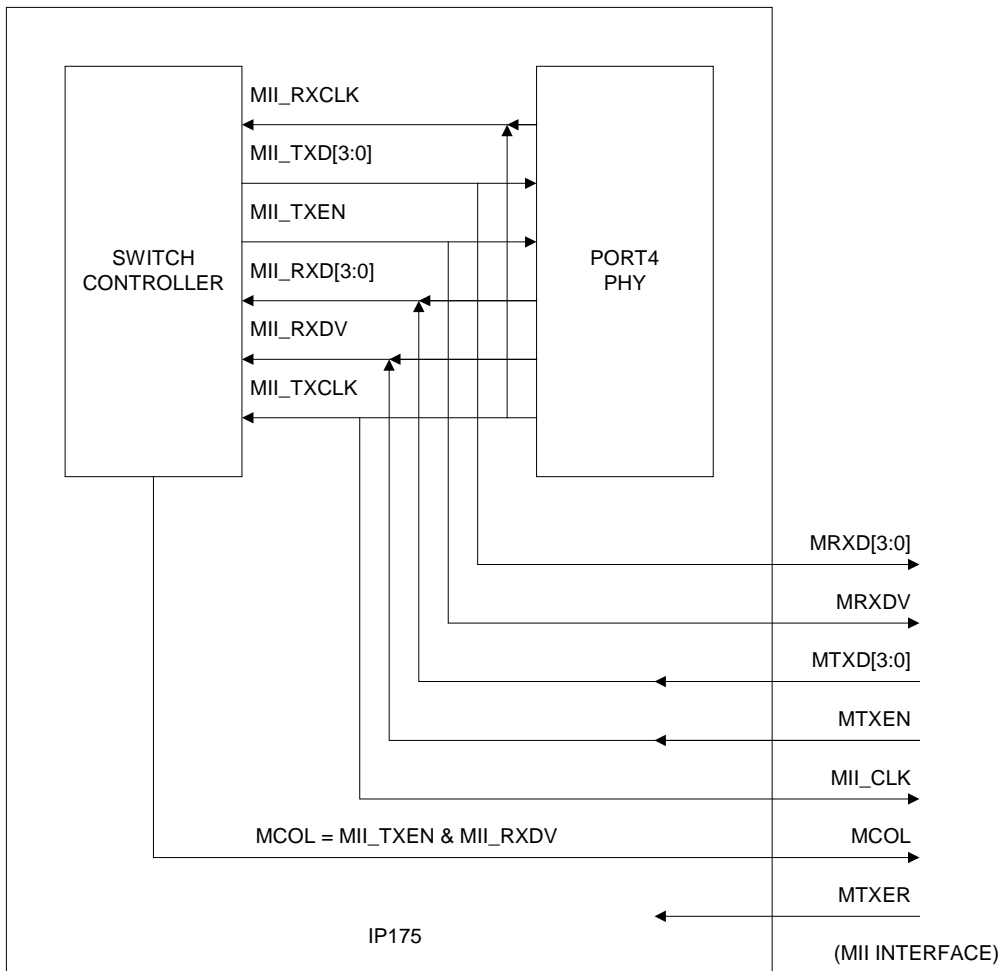 MII_RXCLK
MII_TXD[3:0]
MII_TXEN
SWITCH
CONTROLLER
MII_RXD[3:0]
MII_RXDV
MII_TXCLK
PORT4
PHY
MRXD[3:0]
MRXDV
MTXD[3:0]
MTXEN
MII_CLK
MCOL = MII_TXEN & MII_RXDV
MCOL
MTXER
IP175
(MII INTERFACE)